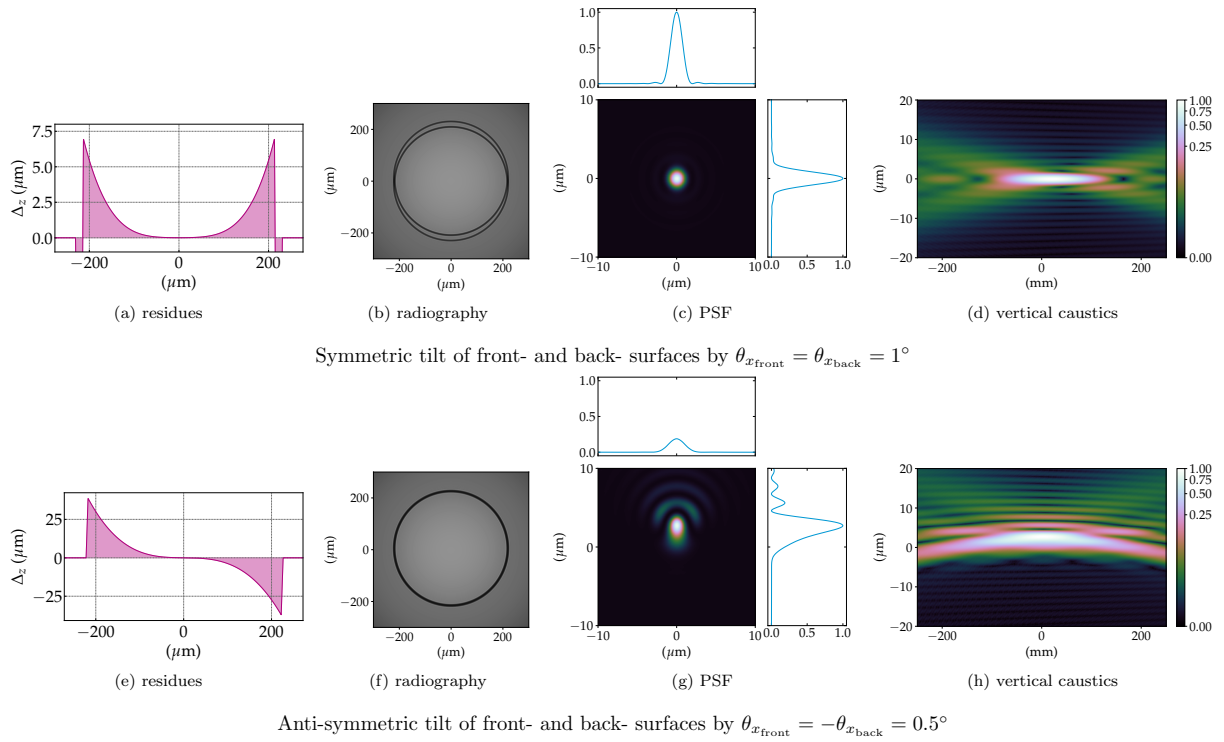 1.0
0.5
0.0
7.5
5.0
2.5
0.0
Δz (μm)
−200 0 200
(μm)
200
0
−200
(μm)
−200 0 200
(μm)
10
0
−10
(μm)
−10 0 10
(μm)
0.0 0.5 1.0
20
10
0
−10
−20
(μm)
−200 −100 0 100 200
(mm)
1.00
0.75
0.50
0.25
0.00
(a) residues
(b) radiography
(c) PSF
(d) vertical caustics
Symmetric tilt of front- and back- surfaces by θxfront = θxback = 1°
1.0
0.5
0.0
25
0
−25
Δz (μm)
−200 0 200
(μm)
200
0
−200
(μm)
−200 0 200
(μm)
10
0
−10
(μm)
−10 0 10
(μm)
0.0 0.5 1.0
20
10
0
−10
−20
(μm)
−200 −100 0 100 200
(mm)
1.00
0.75
0.50
0.25
0.00
(e) residues
(f) radiography
(g) PSF
(h) vertical caustics
Anti-symmetric tilt of front- and back- surfaces by θxfront = −θxback = 0.5°